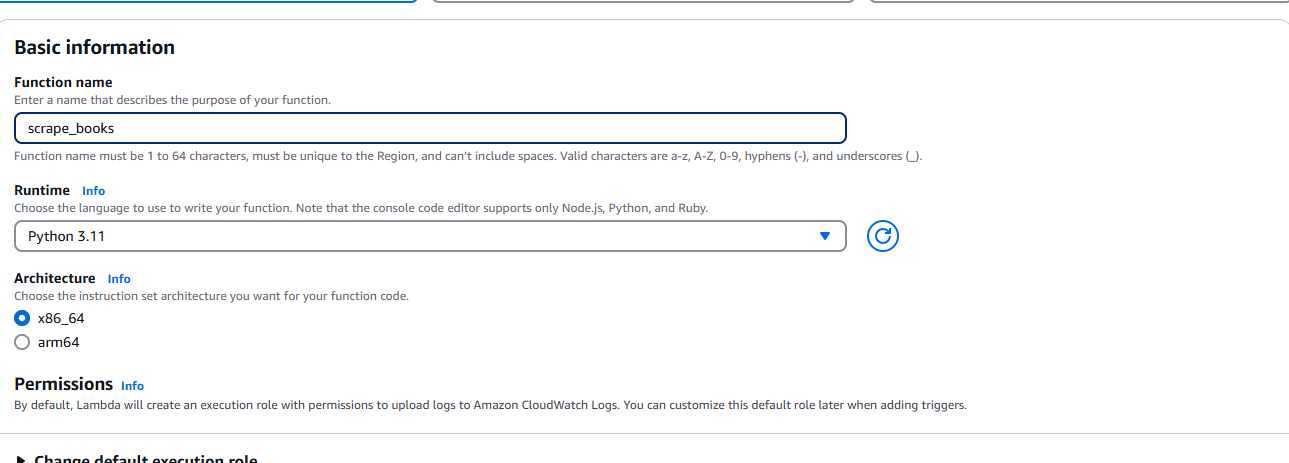 Basic information
Function name
Enter a name that describes the purpose of your function.
scrape_books
Function name must be 1 to 64 characters, must be unique to the Region, and can't include spaces. Valid characters are a-z, A-Z, 0-9, hyphens (-), and underscores (_).
Runtime Info
Choose the language to use to write your function. Note that the console code editor supports only Node.js, Python, and Ruby.
Python 3.11
Architecture Info
Choose the instruction set architecture you want for your function code.
x86_64
arm64
Permissions Info
By default, Lambda will create an execution role with permissions to upload logs to Amazon CloudWatch Logs. You can customize this default role later when adding triggers.
Change default execution role